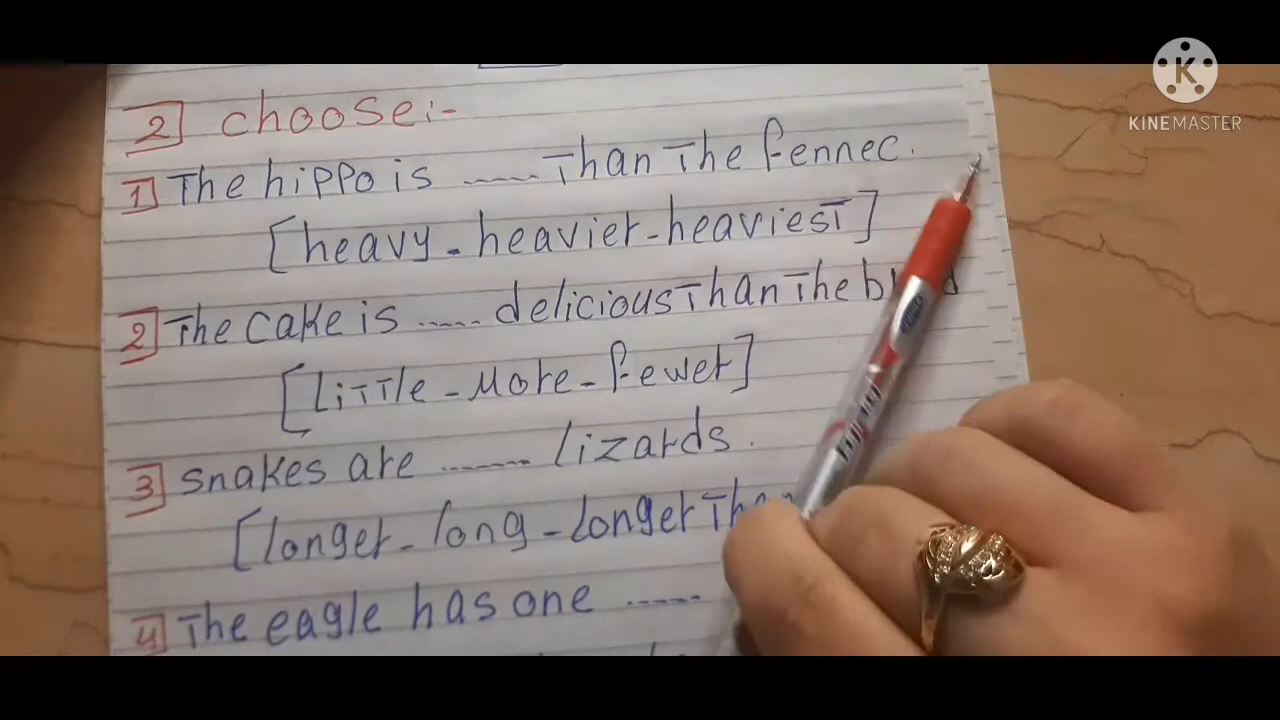 KINEMASTER
2 choose:-
1 The hippo is ...... Than The fennec.
[heavy - heavier - heaviest]
2 The cake is ...... delicious Than The
[Little - More - fewer]
3 snakes are ........ lizards.
[longer - long - longer Than
4 The eagle has one ......